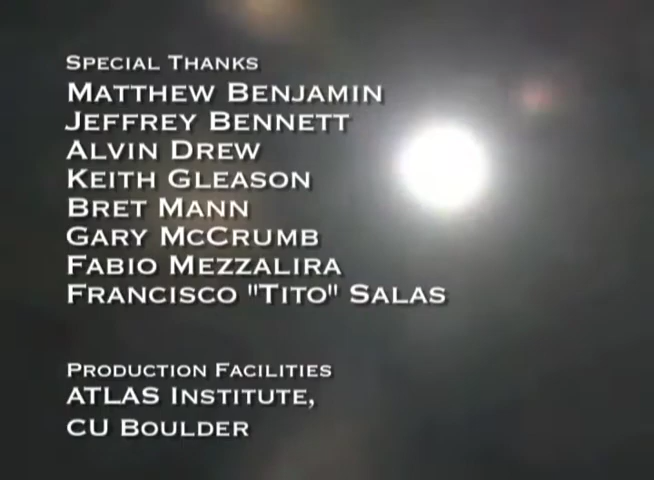 Special Thanks
Matthew Benjamin
Jeffrey Bennett
Alvin Drew
Keith Gleason
Bret Mann
Gary McCrumb
Fabio Mezzalira
Francisco "Tito" Salas
Production Facilities
ATLAS Institute,
CU Boulder